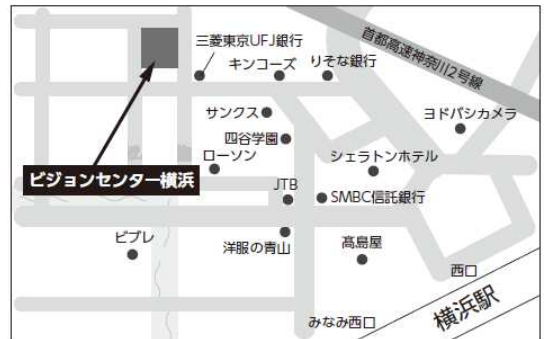 三菱東京UFJ銀行
キンコーズ
りそな銀行
首都高速神奈川2号線
サンクス
四谷学園
ヨドバシカメラ
ローソン
シェラトンホテル
ビジョンセンター横浜
JTB
SMBC信託銀行
ビブレ
洋服の青山
髙島屋
西口
横浜駅
みなみ西口